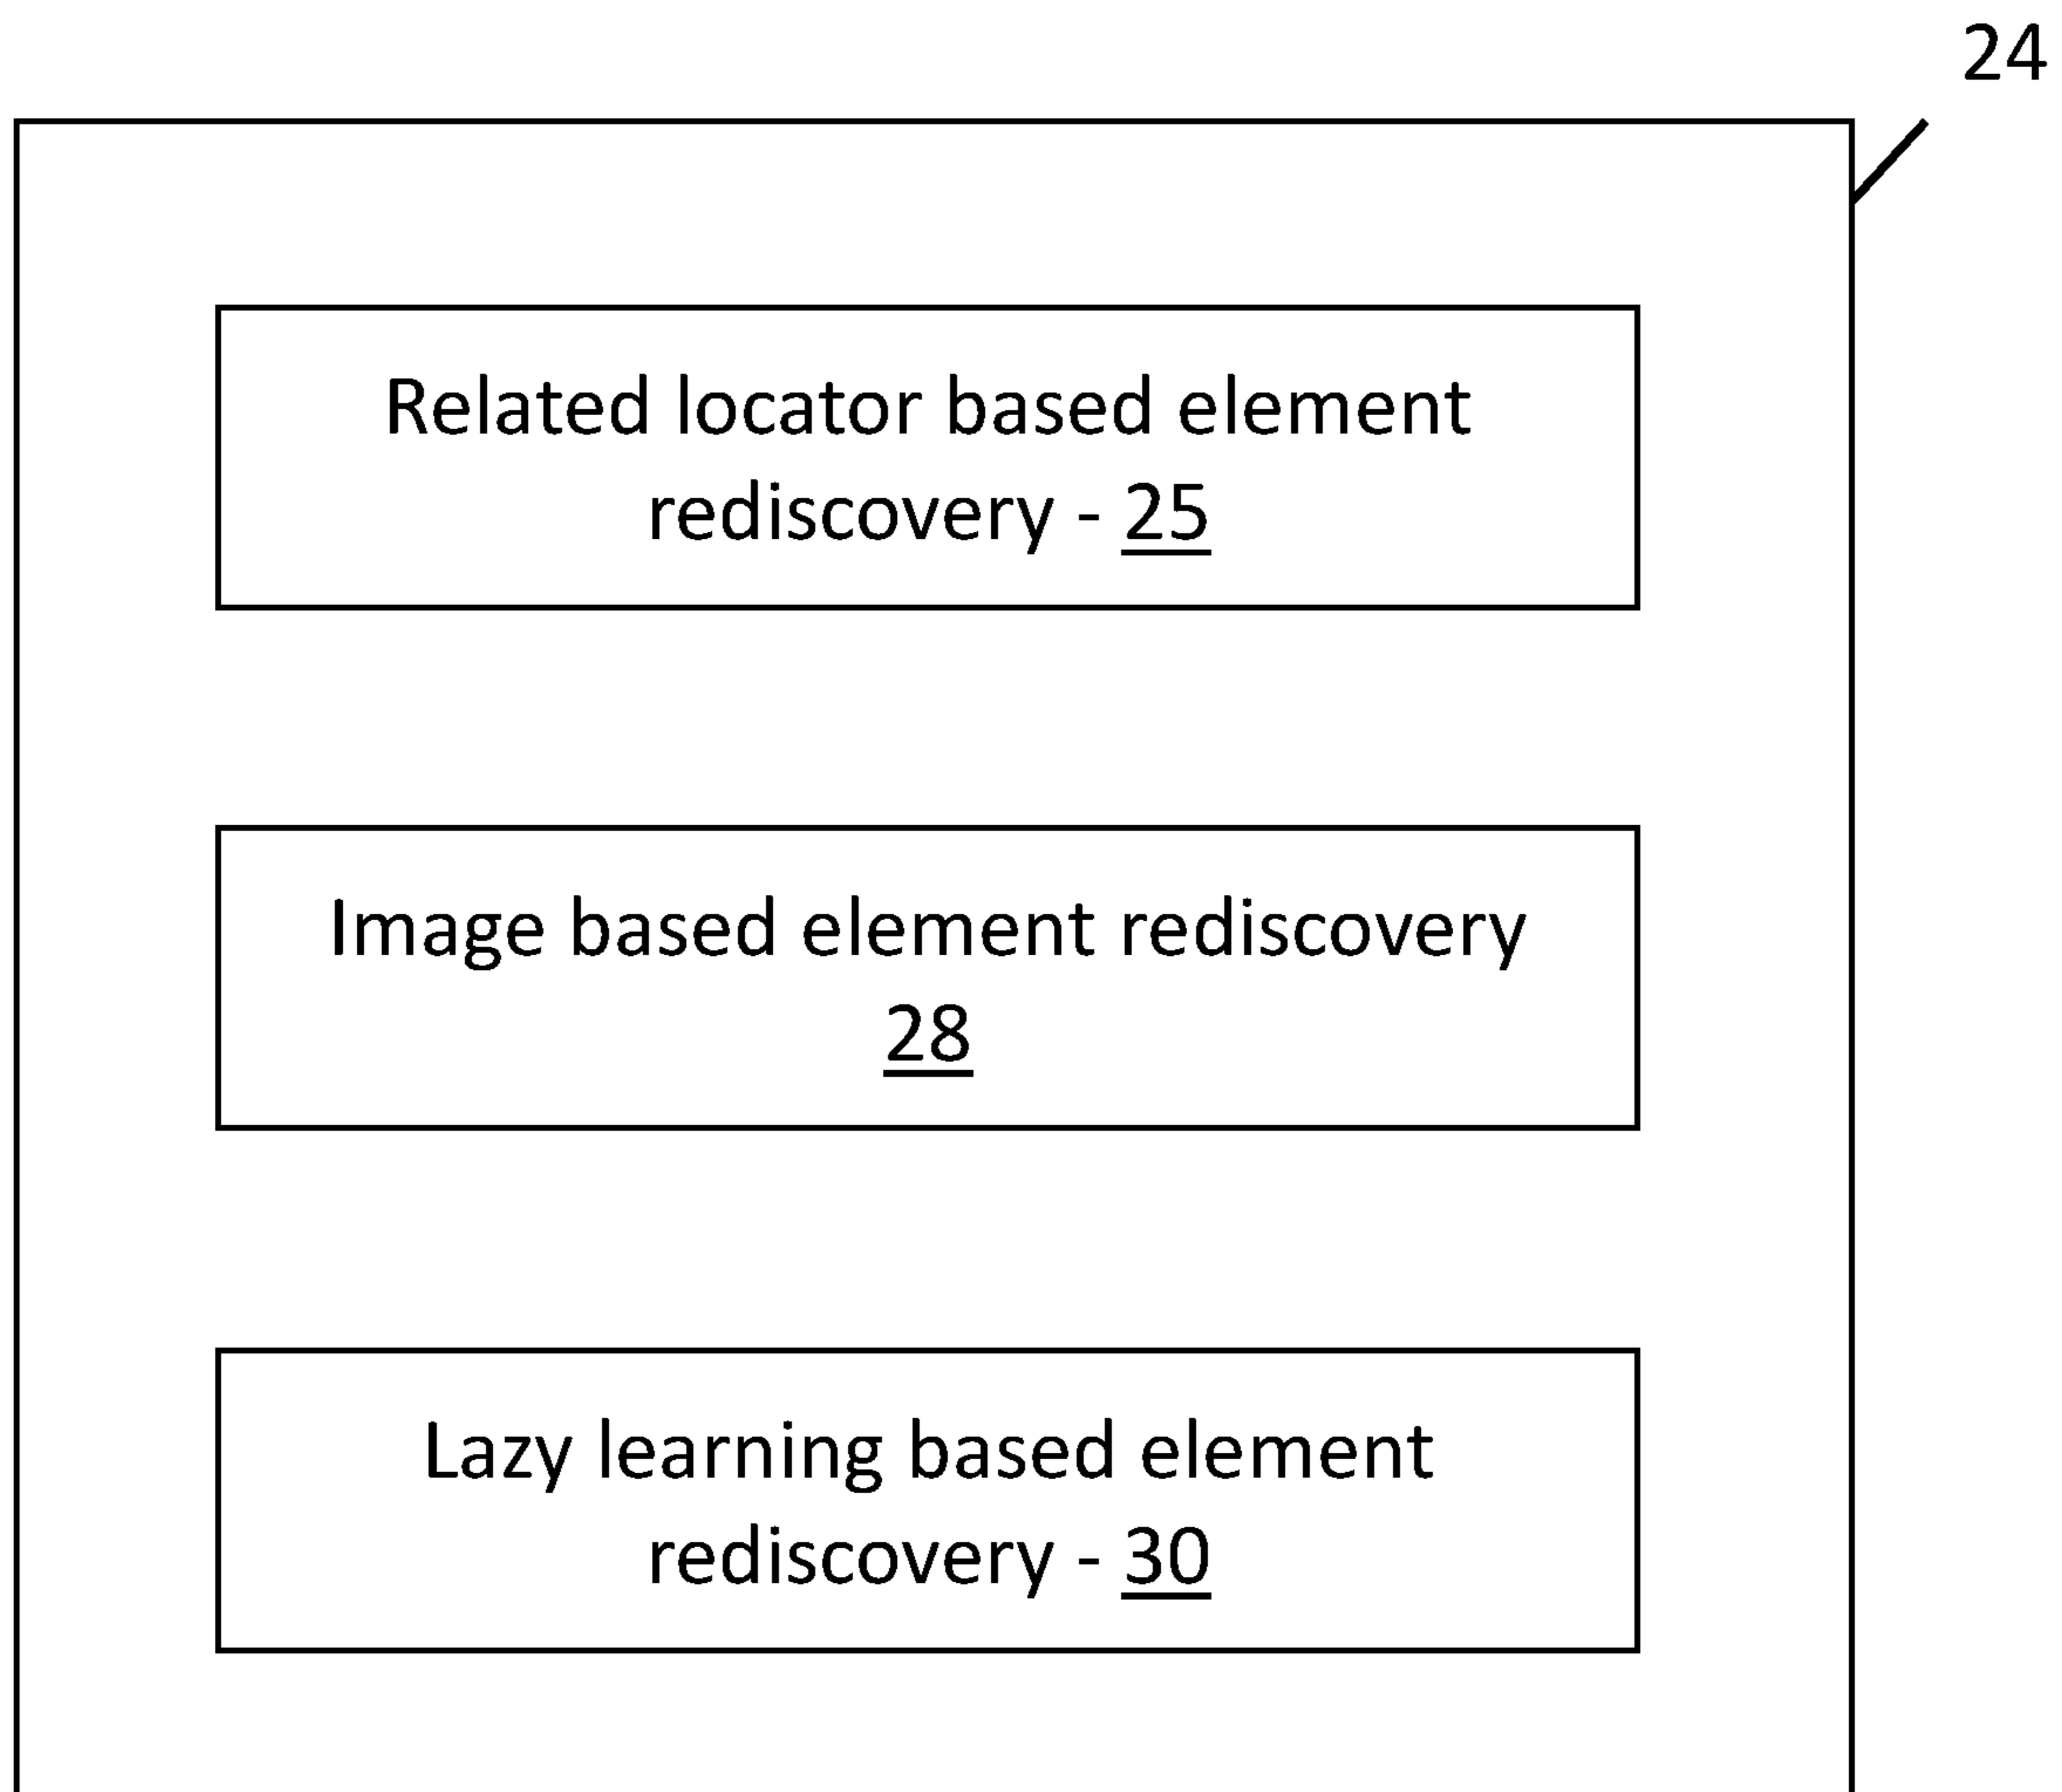 24
Related locator based element
rediscovery - 25
Image based element rediscovery
28
Lazy learning based element
rediscovery - 30